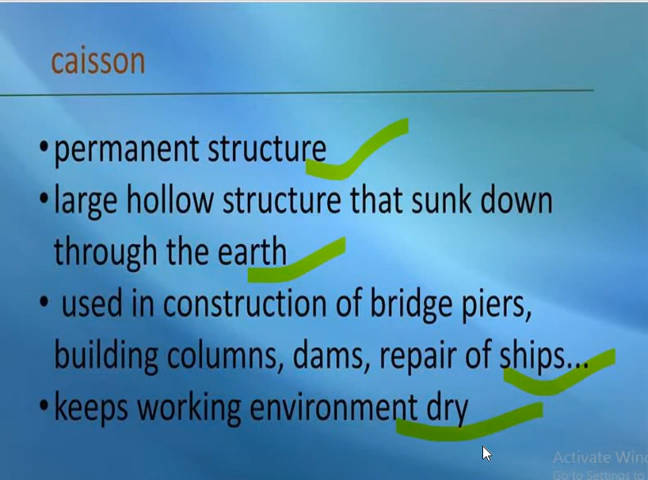 caisson
•permanent structure
•large hollow structure that sunk down
through the earth
• used in construction of bridge piers,
building columns, dams, repair of ships...
•keeps working environment dry
Activate Wind
Go to Settings to